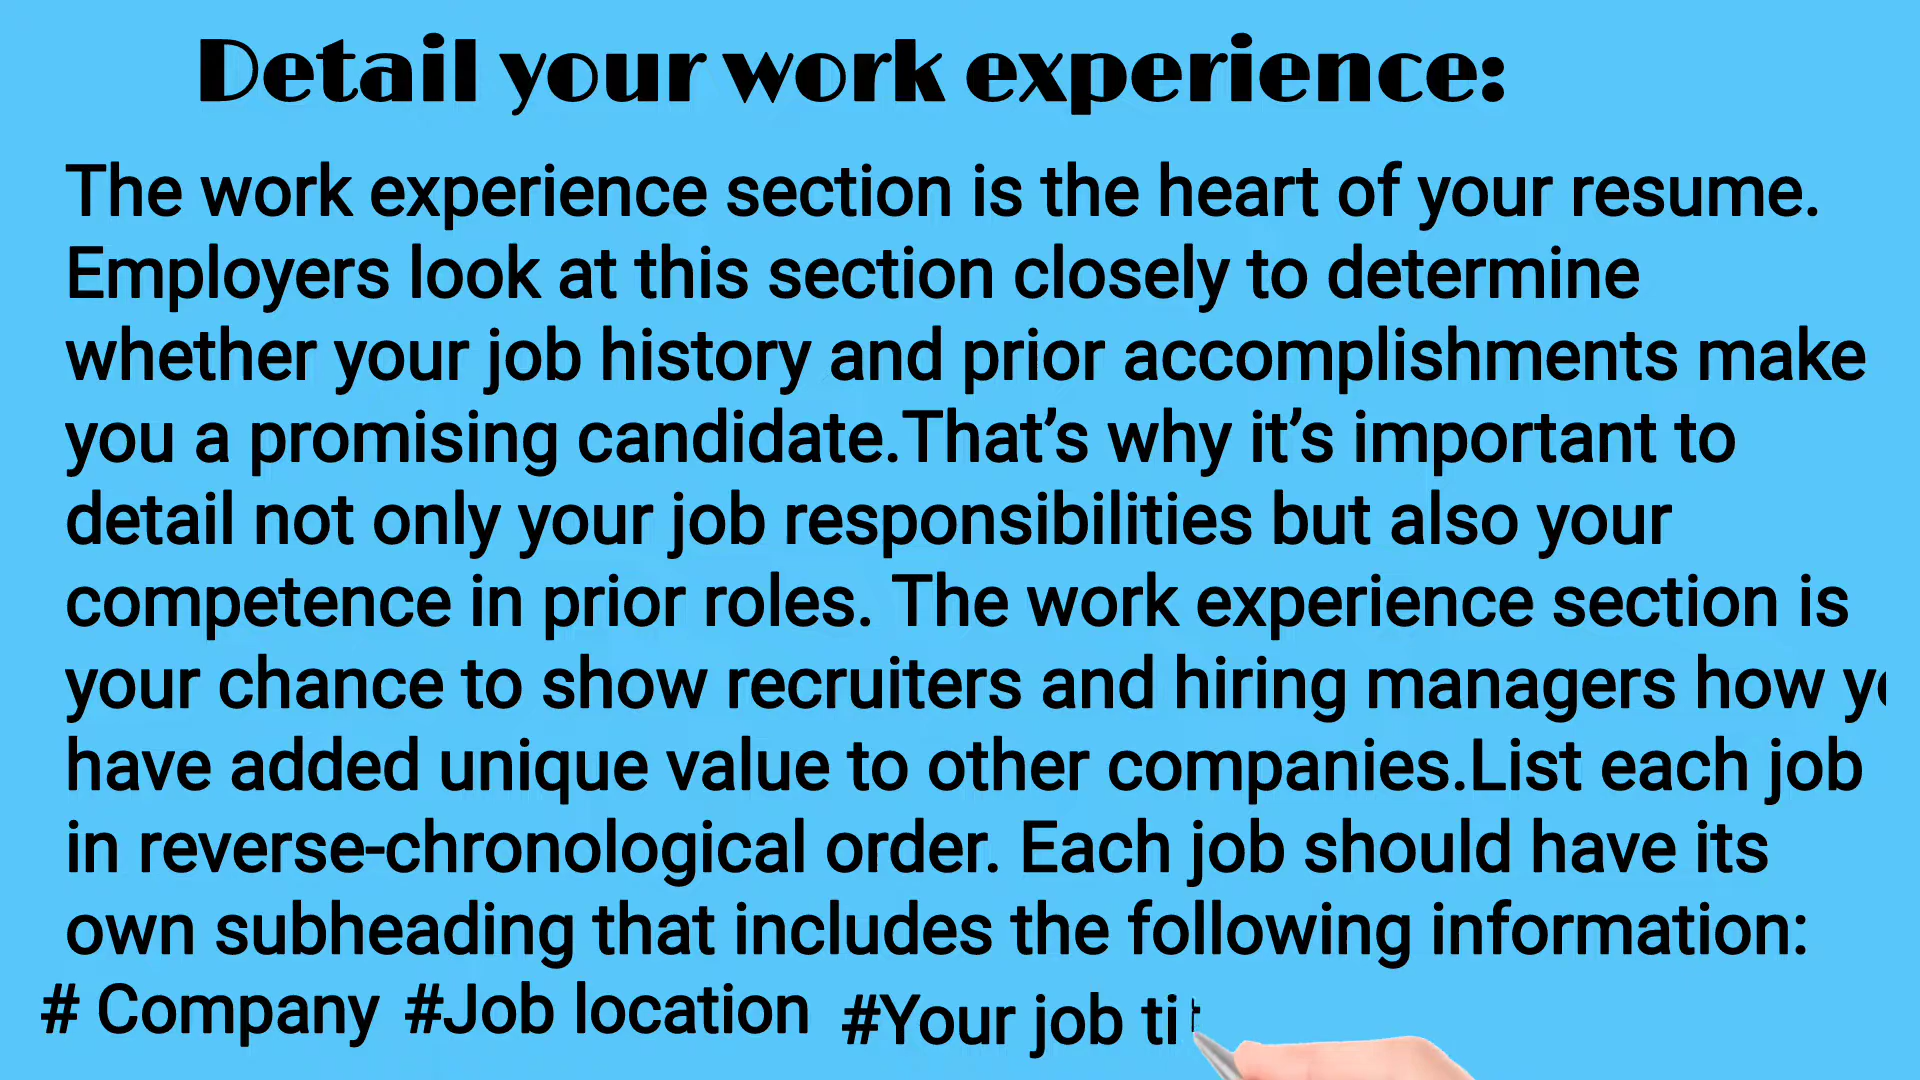 Detail your work experience:
The work experience section is the heart of your resume.
Employers look at this section closely to determine
whether your job history and prior accomplishments make
you a promising candidate.That’s why it’s important to
detail not only your job responsibilities but also your
competence in prior roles. The work experience section is
your chance to show recruiters and hiring managers how
have added unique value to other companies.List each job
in reverse-chronological order. Each job should have its
own subheading that includes the following information:
# Company #Job location #Your job tit